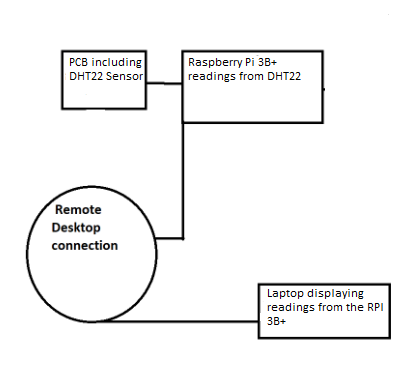 PCB including
DHT22 Sensor
Raspberry Pi 3B+
readings from DHT22
Remote
Desktop
connection
Laptop displaying
readings from the RPI
3B+